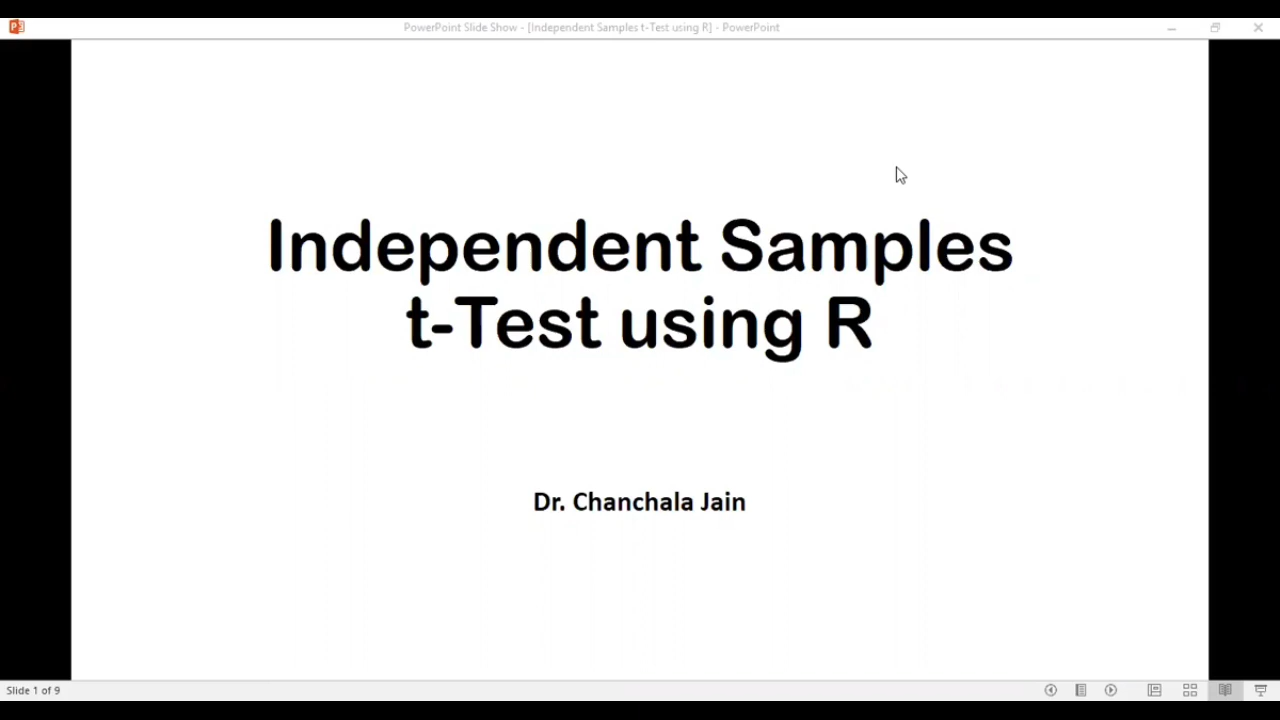 PowerPoint Slide Show - [Independent Samples t-Test using R] - PowerPoint
Independent Samples
t-Test using R
Dr. Chanchala Jain
Slide 1 of 9